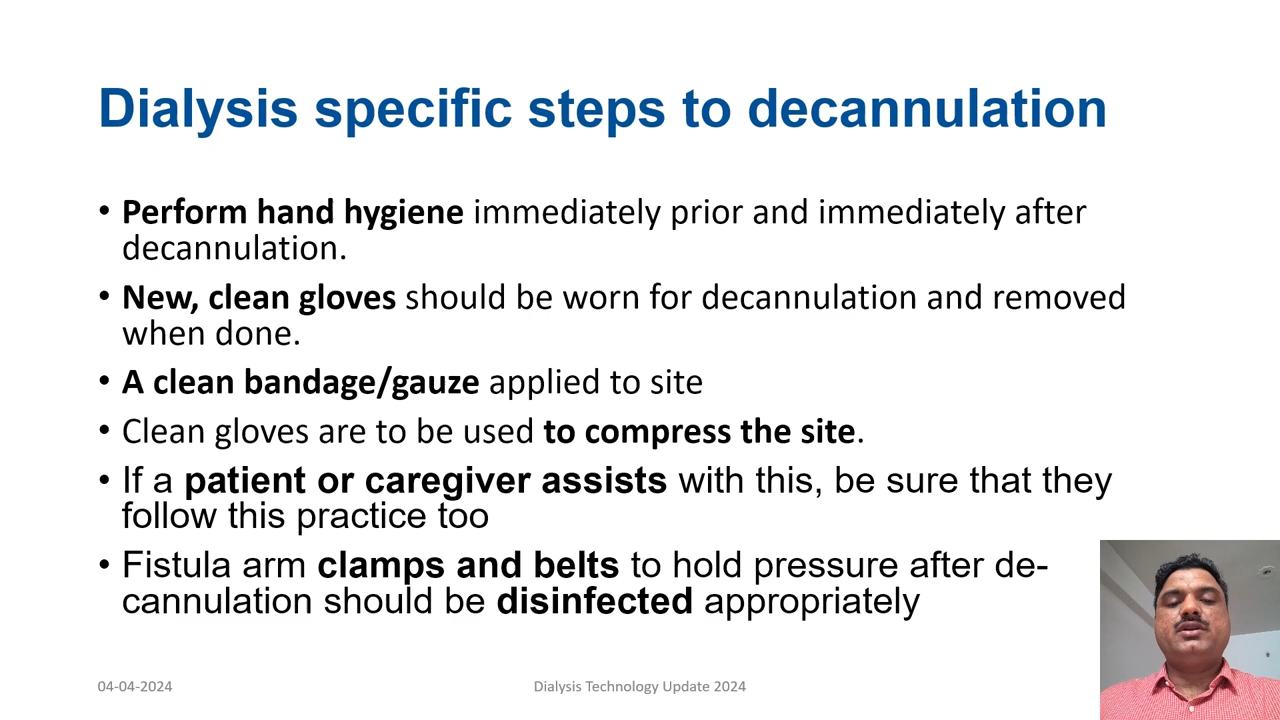 Dialysis specific steps to decannulation
• Perform hand hygiene immediately prior and immediately after
decannulation.
• New, clean gloves should be worn for decannulation and removed
when done.
• A clean bandage/gauze applied to site
• Clean gloves are to be used to compress the site.
• If a patient or caregiver assists with this, be sure that they
follow this practice too
• Fistula arm clamps and belts to hold pressure after de-
cannulation should be disinfected appropriately
04-04-2024
Dialysis Technology Update 2024